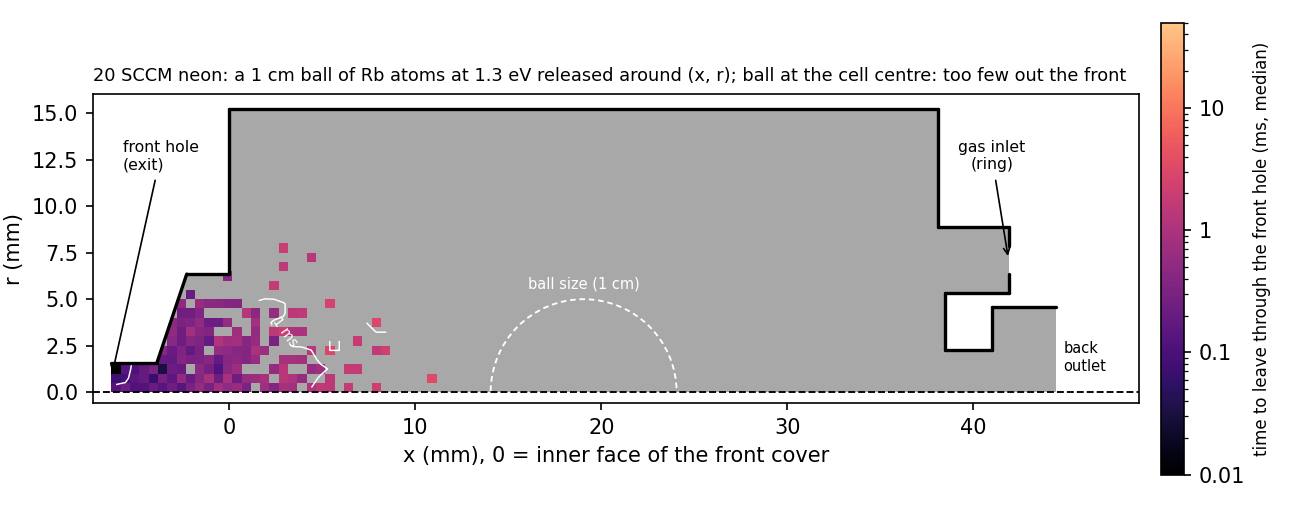 20 SCCM neon: a 1 cm ball of Rb atoms at 1.3 eV released around (x, r); ball at the cell centre: too few out the front
15.0
12.5
10.0
7.5
5.0
2.5
0.0
r (mm)
front hole
(exit)
gas inlet
(ring)
ball size (1 cm)
1 ms
back
outlet
0
10
20
30
40
x (mm), 0 = inner face of the front cover
10
1
0.1
0.01
time to leave through the front hole (ms, median)